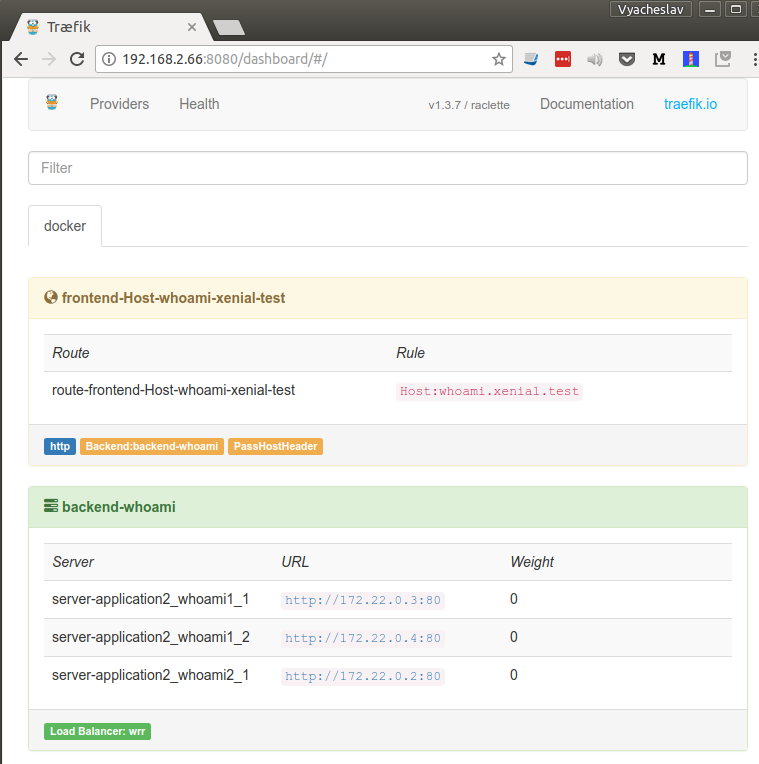 Vyacheslav
Træfik
192.168.2.66:8080/dashboard/#/
Providers Health v1.3.7 / raclette Documentation traefik.io
Filter
docker
frontend-Host-whoami-xenial-test
Route Rule
route-frontend-Host-whoami-xenial-test Host:whoami.xenial.test
http Backend:backend-whoami PassHostHeader
backend-whoami
Server URL Weight
server-application2_whoami1_1 http://172.22.0.3:80 0
server-application2_whoami1_2 http://172.22.0.4:80 0
server-application2_whoami2_1 http://172.22.0.2:80 0
Load Balancer: wrr